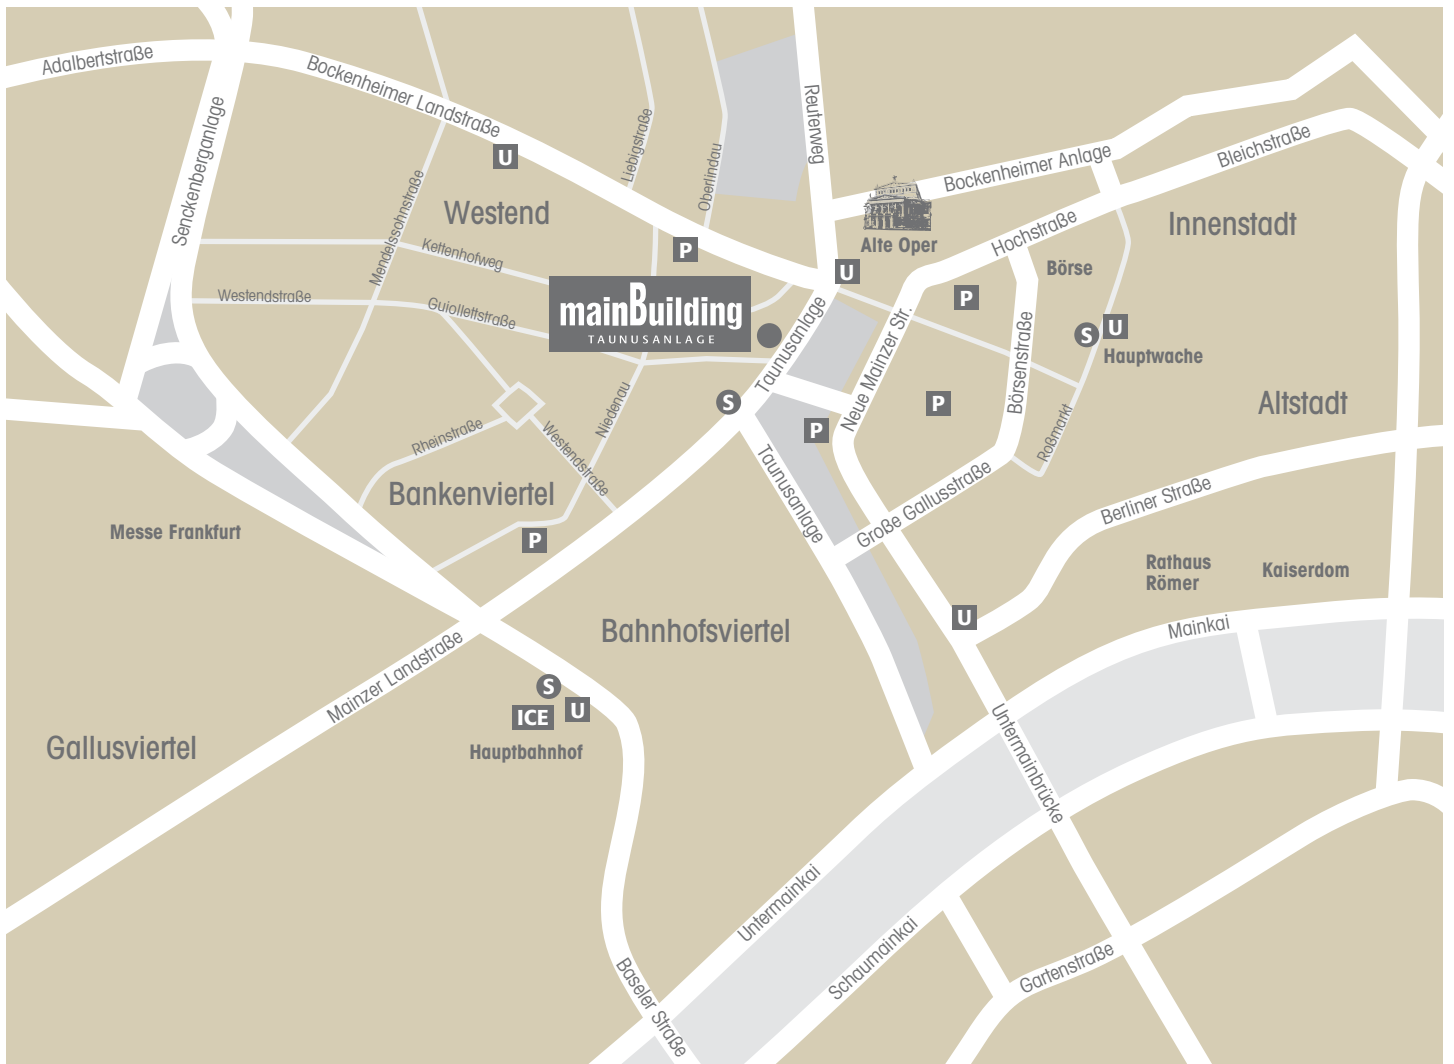 Adalbertstraße
Bockenheimer Landstraße
Senckenberganlage
Liebigstraße
Oberlindau
Reuterweg
Bockenheimer Anlage
Bleichstraße
U
Westend
Mendelssohnstraße
Kettenhofweg
P
Alte Oper
Hochstraße
Innenstadt
Börse
U
P
Westendstraße
Guiollettstraße
mainBuilding
TAUNUSANLAGE
Taunusanlage
Neue Mainzer Str.
Börsenstraße
S
U
Hauptwache
S
P
P
Altstadt
Niedenau
Rheinstraße
Westendstraße
Roßmarkt
Bankenviertel
Taunusanlage
Große Gallusstraße
Berliner Straße
Messe Frankfurt
P
Rathaus
Römer
Kaiserdom
U
Mainkai
Bahnhofsviertel
Mainzer Landstraße
S
ICE
U
Hauptbahnhof
Gallusviertel
Untermainbrücke
Untermainkai
Schaumainkai
Gartenstraße
Baseler Straße